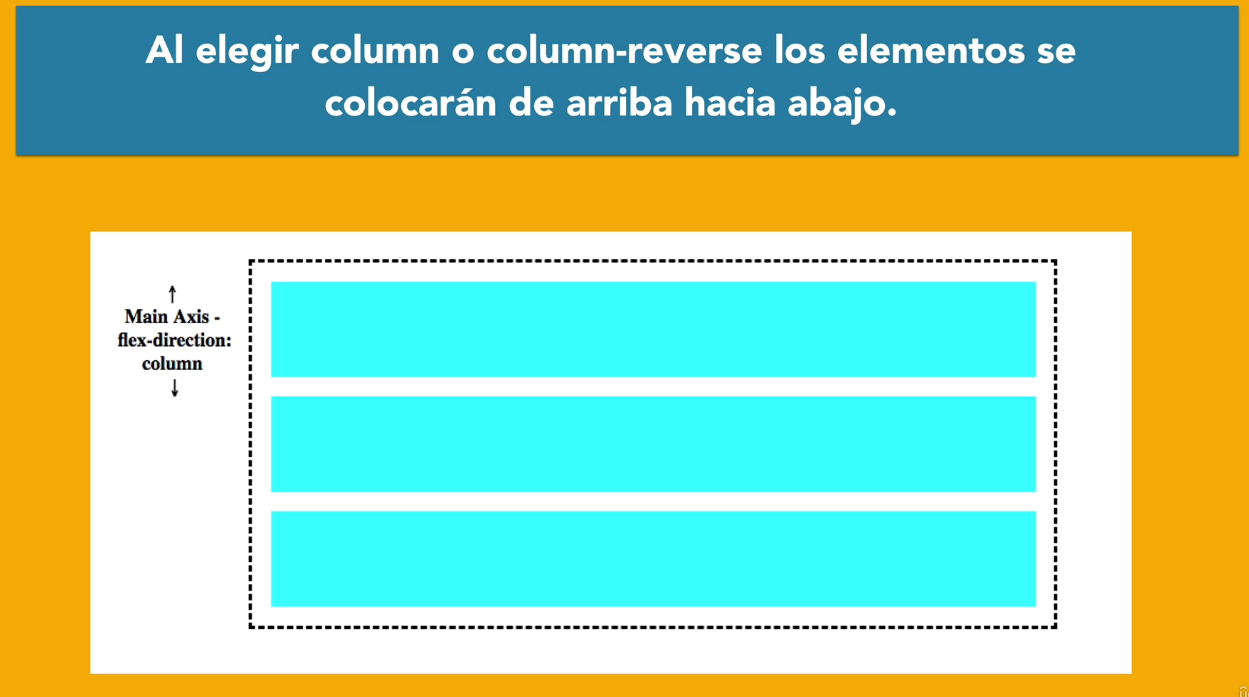 Al elegir column o column-reverse los elementos se
colocarán de arriba hacia abajo.
↑
Main Axis -
flex-direction:
column
↓